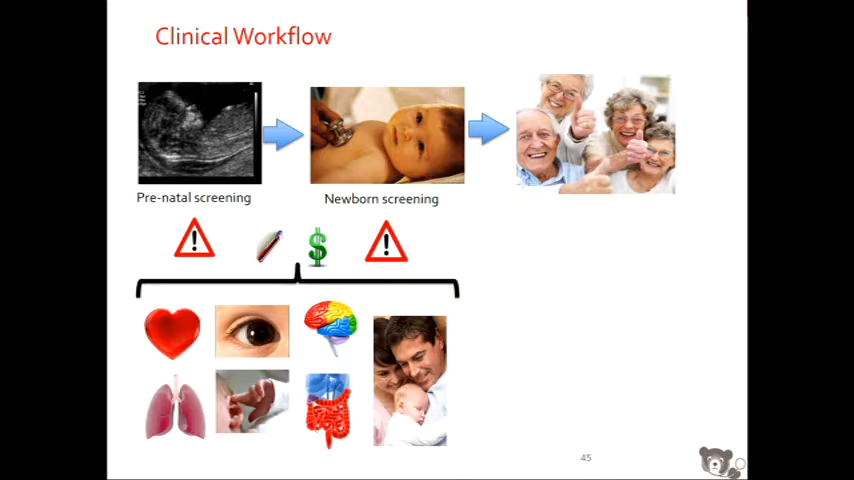 Clinical Workflow
Pre-natal screening
Newborn screening
!
$
!
45